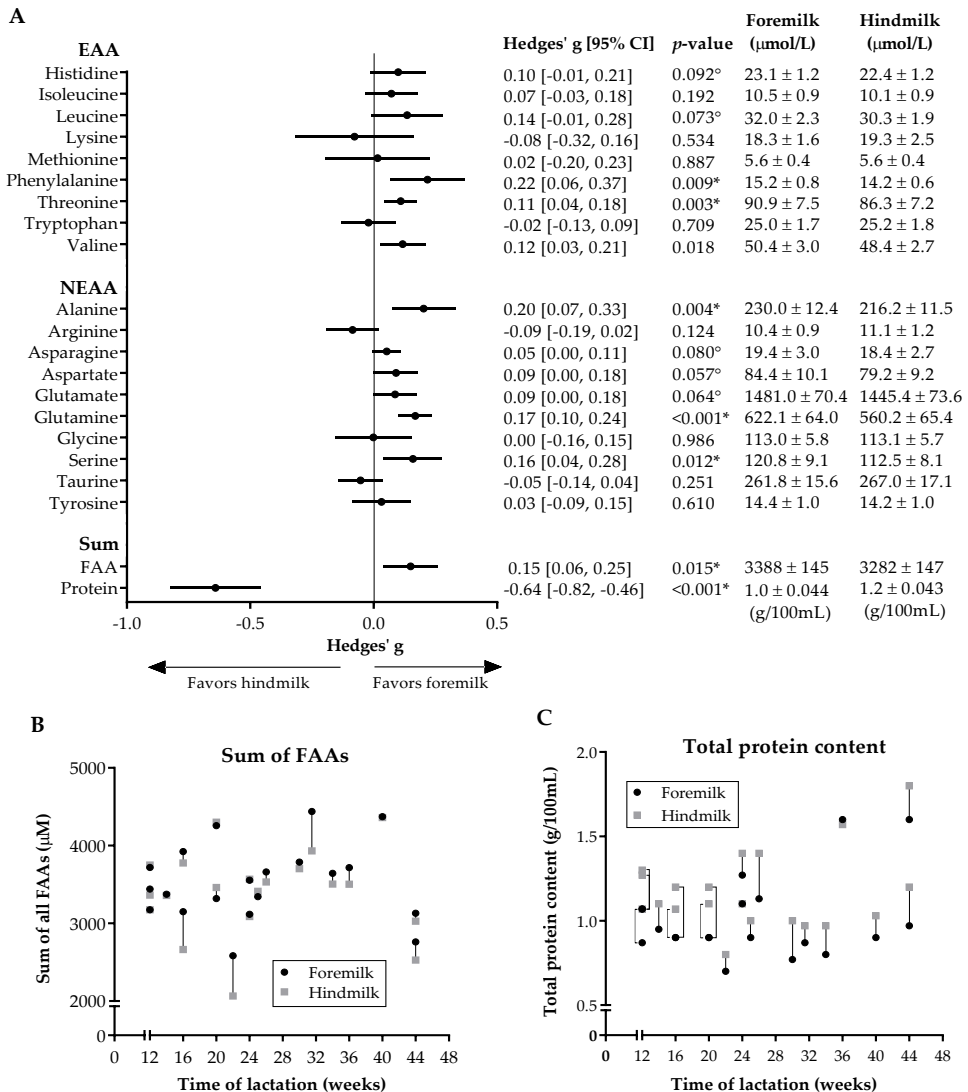 A
Foremilk Hindmilk
EAA Hedges' g [95% CI] p-value (μmol/L) (μmol/L)
Histidine 0.10 [-0.01, 0.21] 0.092° 23.1 ± 1.2 22.4 ± 1.2
Isoleucine 0.07 [-0.03, 0.18] 0.192 10.5 ± 0.9 10.1 ± 0.9
Leucine 0.14 [-0.01, 0.28] 0.073° 32.0 ± 2.3 30.3 ± 1.9
Lysine -0.08 [-0.32, 0.16] 0.534 18.3 ± 1.6 19.3 ± 2.5
Methionine 0.02 [-0.20, 0.23] 0.887 5.6 ± 0.4 5.6 ± 0.4
Phenylalanine 0.22 [0.06, 0.37] 0.009* 15.2 ± 0.8 14.2 ± 0.6
Threonine 0.11 [0.04, 0.18] 0.003* 90.9 ± 7.5 86.3 ± 7.2
Tryptophan -0.02 [-0.13, 0.09] 0.709 25.0 ± 1.7 25.2 ± 1.8
Valine 0.12 [0.03, 0.21] 0.018 50.4 ± 3.0 48.4 ± 2.7
NEAA
Alanine 0.20 [0.07, 0.33] 0.004* 230.0 ± 12.4 216.2 ± 11.5
Arginine -0.09 [-0.19, 0.02] 0.124 10.4 ± 0.9 11.1 ± 1.2
Asparagine 0.05 [0.00, 0.11] 0.080° 19.4 ± 3.0 18.4 ± 2.7
Aspartate 0.09 [0.00, 0.18] 0.057° 84.4 ± 10.1 79.2 ± 9.2
Glutamate 0.09 [0.00, 0.18] 0.064° 1481.0 ± 70.4 1445.4 ± 73.6
Glutamine 0.17 [0.10, 0.24] <0.001* 622.1 ± 64.0 560.2 ± 65.4
Glycine 0.00 [-0.16, 0.15] 0.986 113.0 ± 5.8 113.1 ± 5.7
Serine 0.16 [0.04, 0.28] 0.012* 120.8 ± 9.1 112.5 ± 8.1
Taurine -0.05 [-0.14, 0.04] 0.251 261.8 ± 15.6 267.0 ± 17.1
Tyrosine 0.03 [-0.09, 0.15] 0.610 14.4 ± 1.0 14.2 ± 1.0
Sum
FAA 0.15 [0.06, 0.25] 0.015* 3388 ± 145 3282 ± 147
Protein -0.64 [-0.82, -0.46] <0.001* 1.0 ± 0.044 1.2 ± 0.043
(g/100mL) (g/100mL)
-1.0 -0.5 0.0 0.5
Hedges' g
Favors hindmilk Favors foremilk
B
Sum of FAAs
Sum of all FAAs (μM)
5000
4000
3000
2000
0
Foremilk
Hindmilk
0 12 16 20 24 28 32 36 40 44 48
Time of lactation (weeks)
C
Total protein content
Total protein content (g/100mL)
2.0
1.5
1.0
0.5
0
Foremilk
Hindmilk
0 12 16 20 24 28 32 36 40 44 48
Time of lactation (weeks)